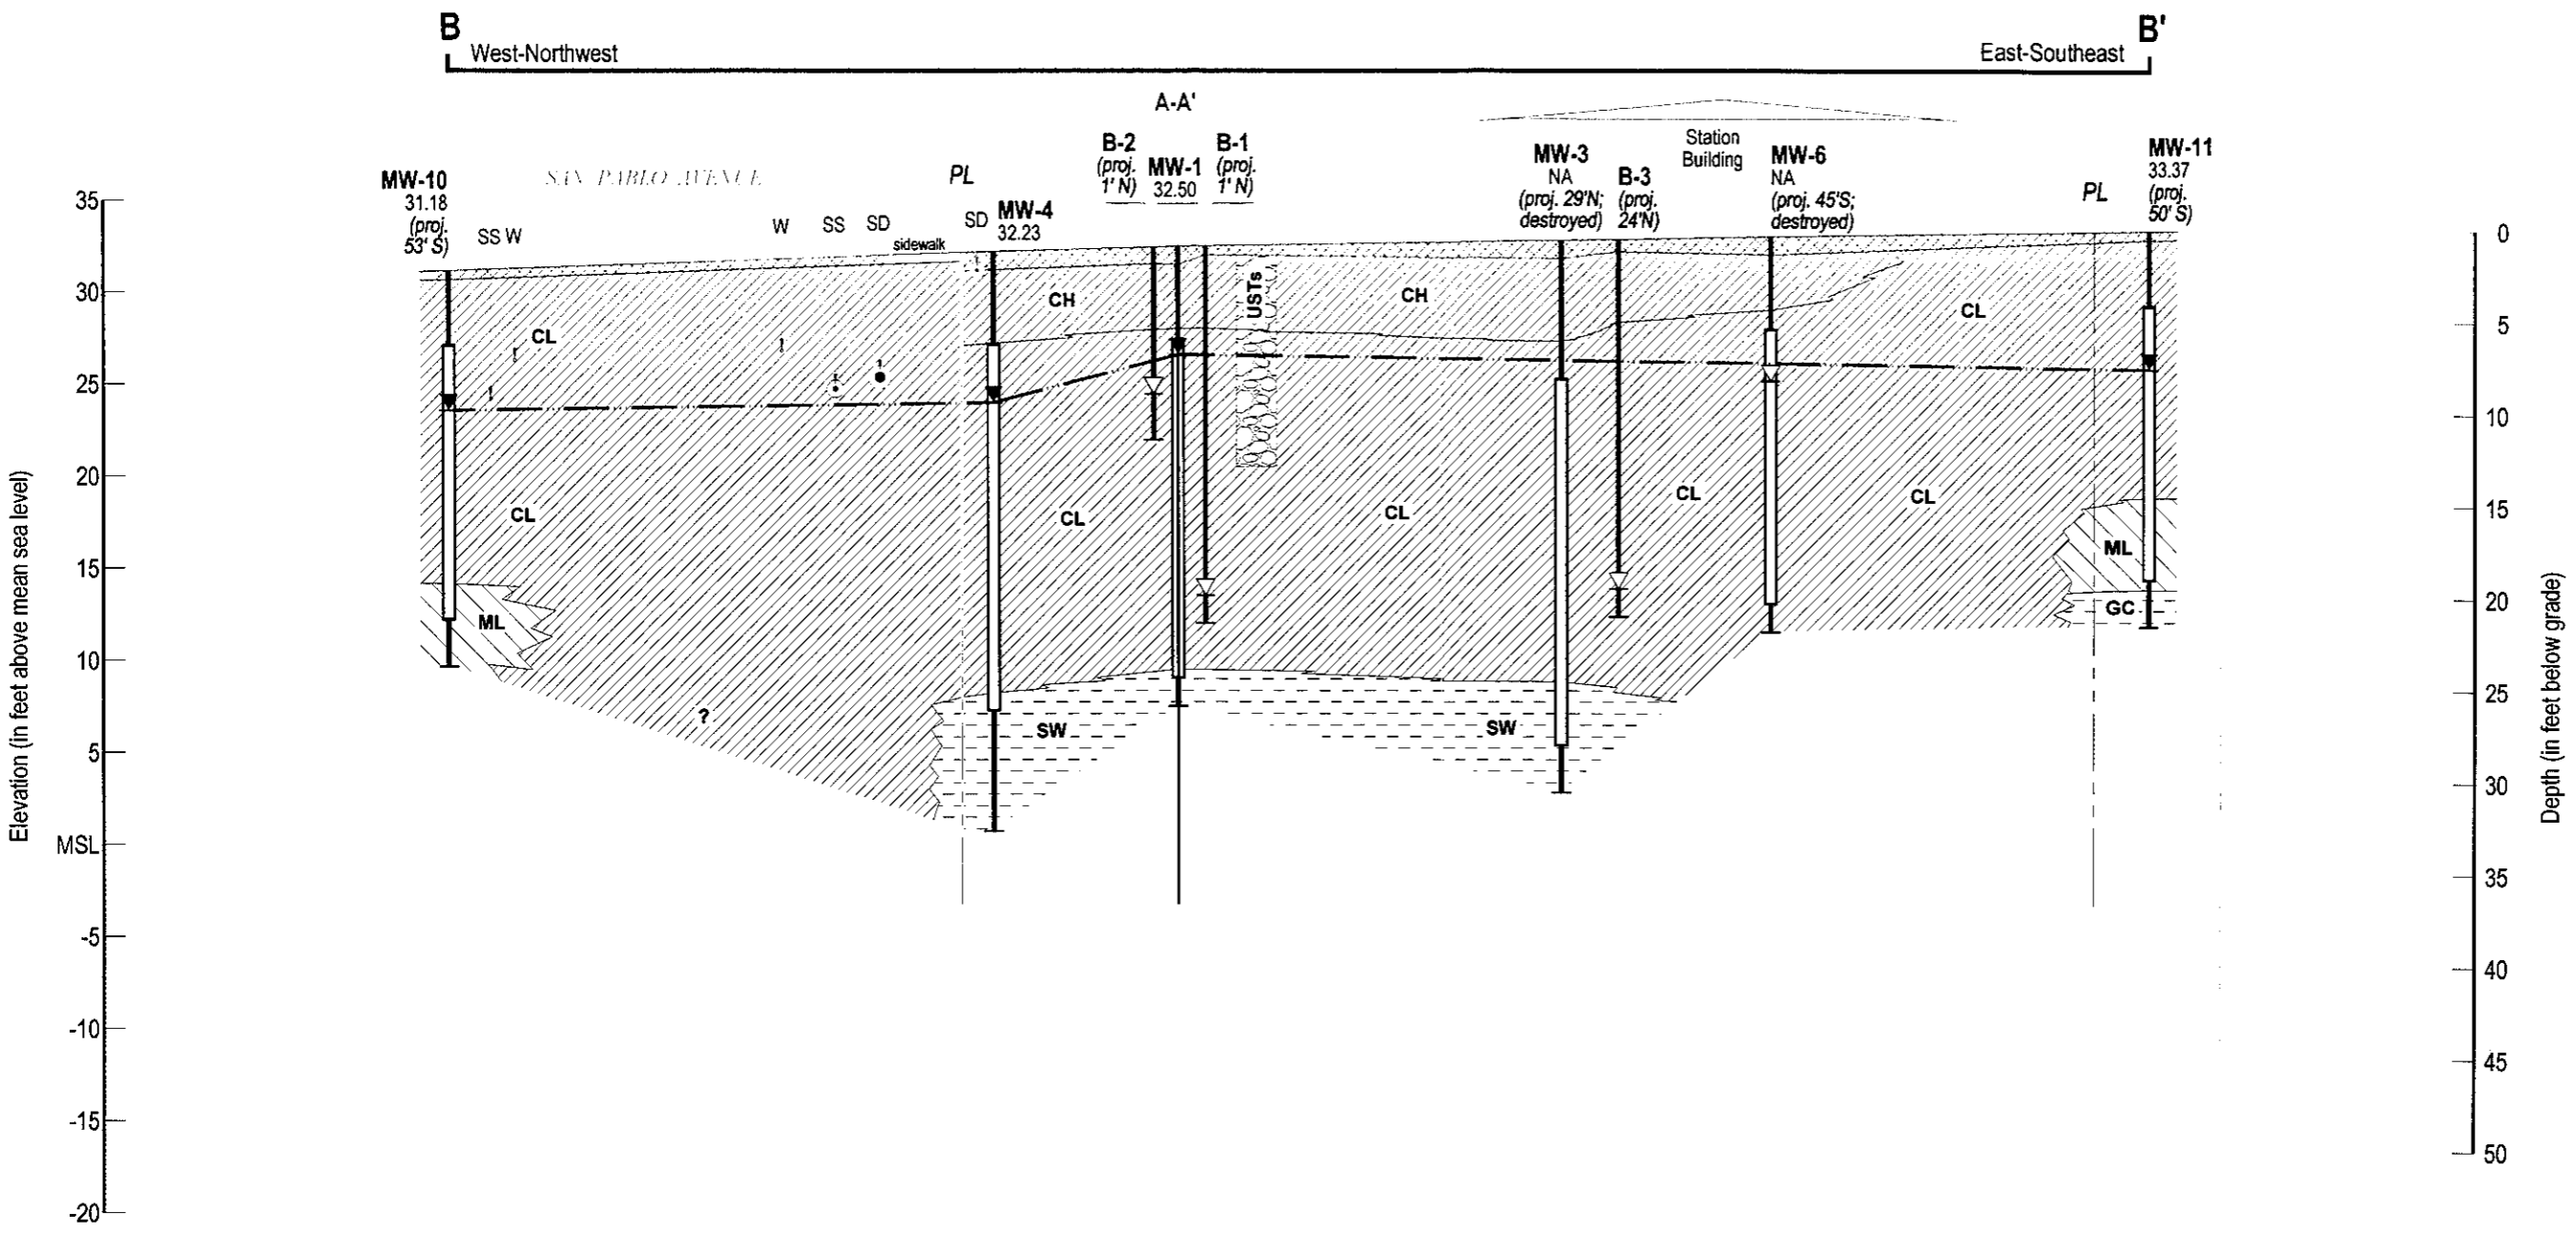 B
B'
West-Northwest
East-Southeast
A-A'
B-2
(proj.
1' N)
MW-1
32.50
B-1
(proj.
1' N)
Station
Building
MW-3
NA
(proj. 29'N;
destroyed)
B-3
(proj.
24'N)
MW-6
NA
(proj. 45'S;
destroyed)
MW-11
33.37
(proj.
50' S)
MW-10
31.18
(proj.
53' S)
SAN PABLO AVENUE
PL
PL
MW-4
32.23
SS W
W
SS
SD
SD
sidewalk
35
30
25
20
15
10
5
MSL
-5
-10
-15
-20
Elevation (in feet above mean sea level)
CL
CH
USTs
CH
CL
CL
CL
CL
CL
CL
ML
ML
GC
?
SW
SW
0
5
10
15
20
25
30
35
40
45
50
Depth (in feet below grade)